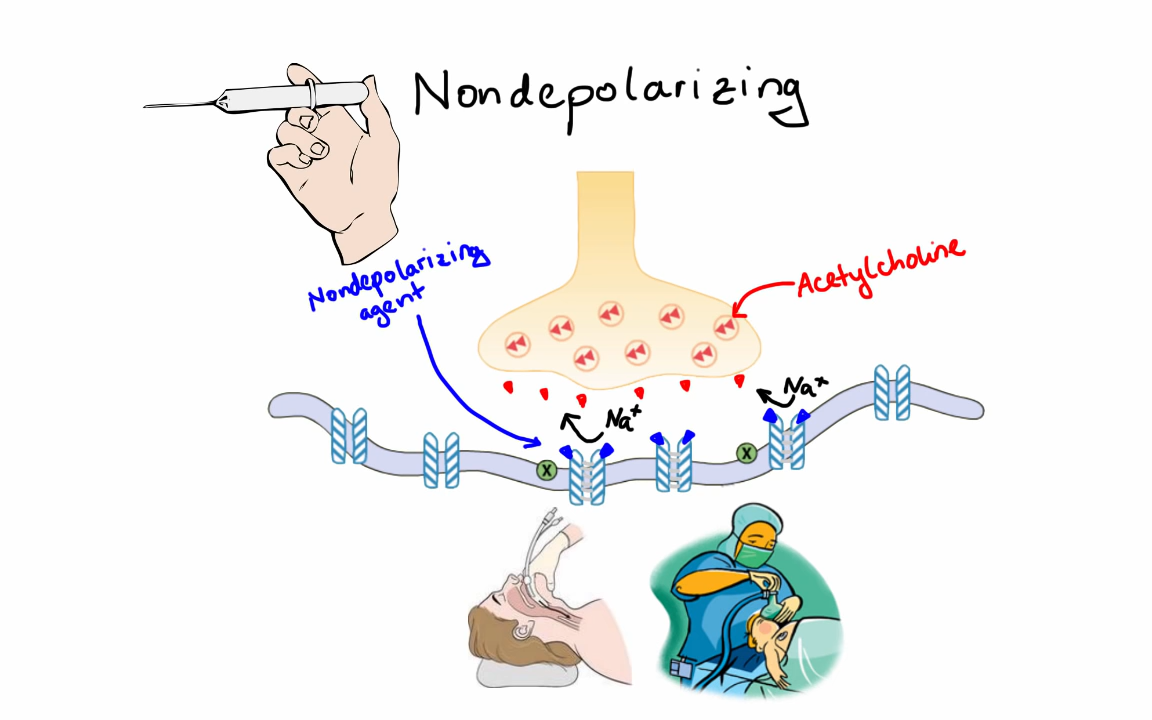 Nondepolarizing
Nondepolarizing
agent
Acetylcholine
Na⁺
Na⁺
X
X